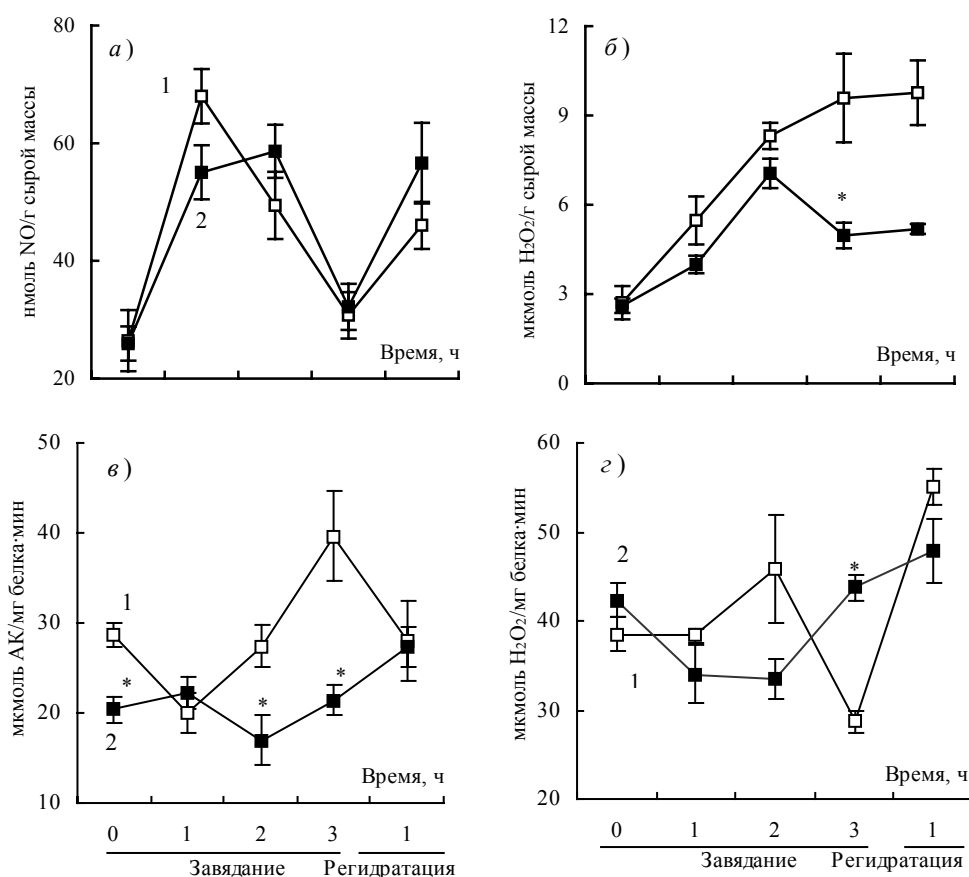 а)
нмоль NO/г сырой массы
80
60
40
20
1
2
Время, ч
б)
мкмоль H₂O₂/г сырой массы
12
9
6
3
0
*
Время, ч
в)
мкмоль АК/мг белка·мин
50
40
30
20
10
1
*
2
*
*
Время, ч
0 1 2 3 1
Завядание Регидратация
г)
мкмоль H₂O₂/мг белка·мин
60
50
40
30
20
2
1
*
Время, ч
0 1 2 3 1
Завядание Регидратация